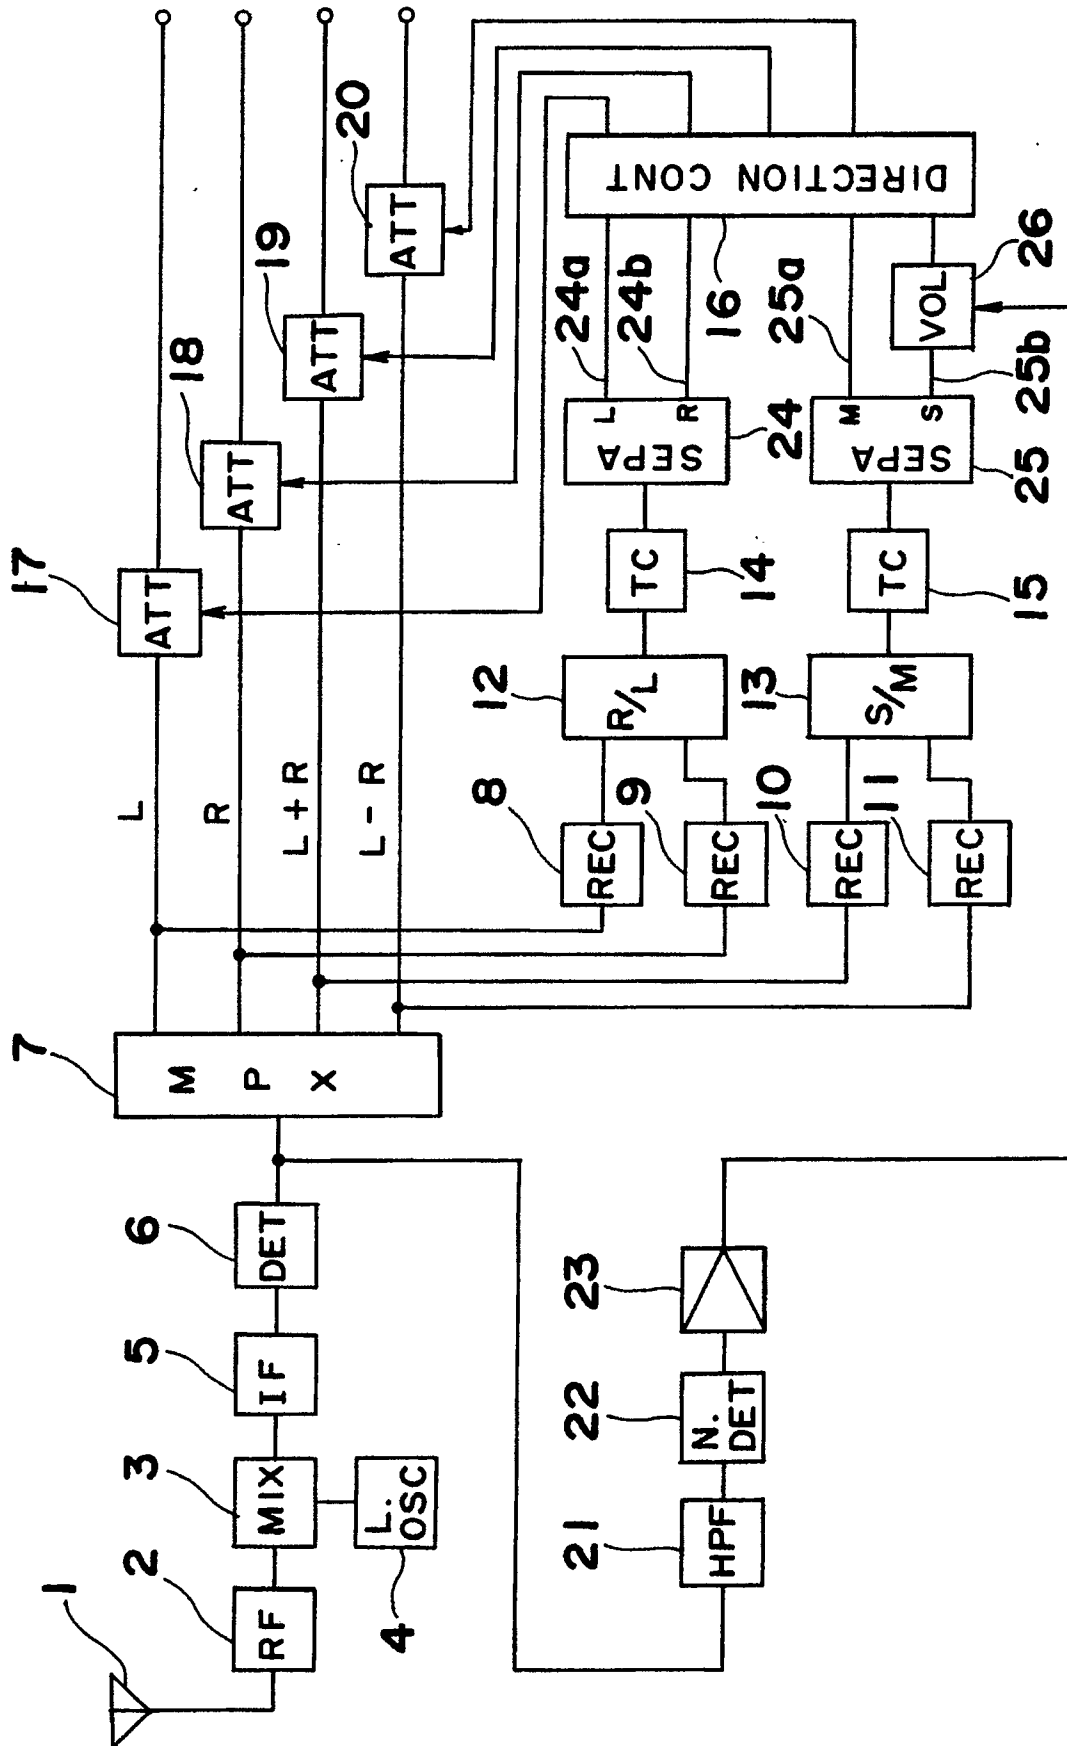 1
2
RF
3
MIX
4
L.
OSC
5
IF
6
DET
7
M P X
L
R
L + R
L - R
17
ATT
18
ATT
19
ATT
20
ATT
8
REC
9
REC
10
REC
11
REC
12
R/L
13
S/M
14
TC
15
TC
24
SEPA
L
R
24a
24b
25
SEPA
M
S
25a
25b
26
VOL
16
DIRECTION CONT
21
HPF
22
N.
DET
23